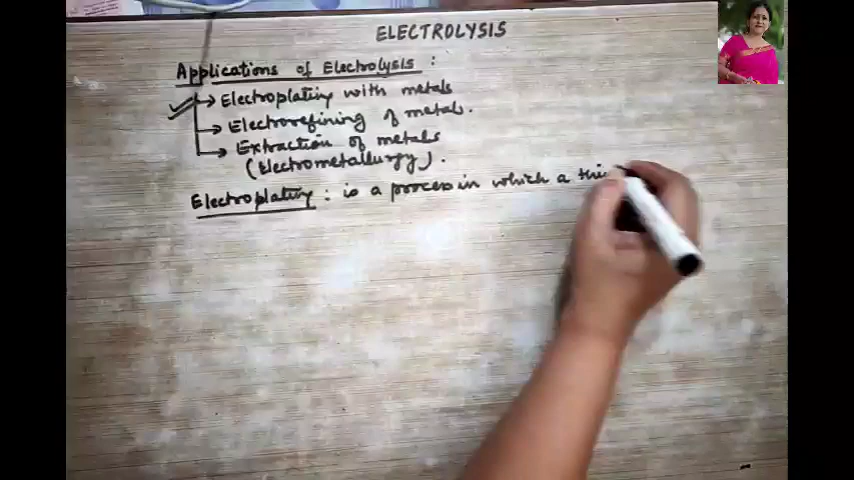 ELECTROLYSIS
Applications of Electrolysis :
→ Electroplating with metals
→ Electrorefining of metals.
→ Extraction of metals
(Electrometallurgy).
Electroplating : is a process in which a thi